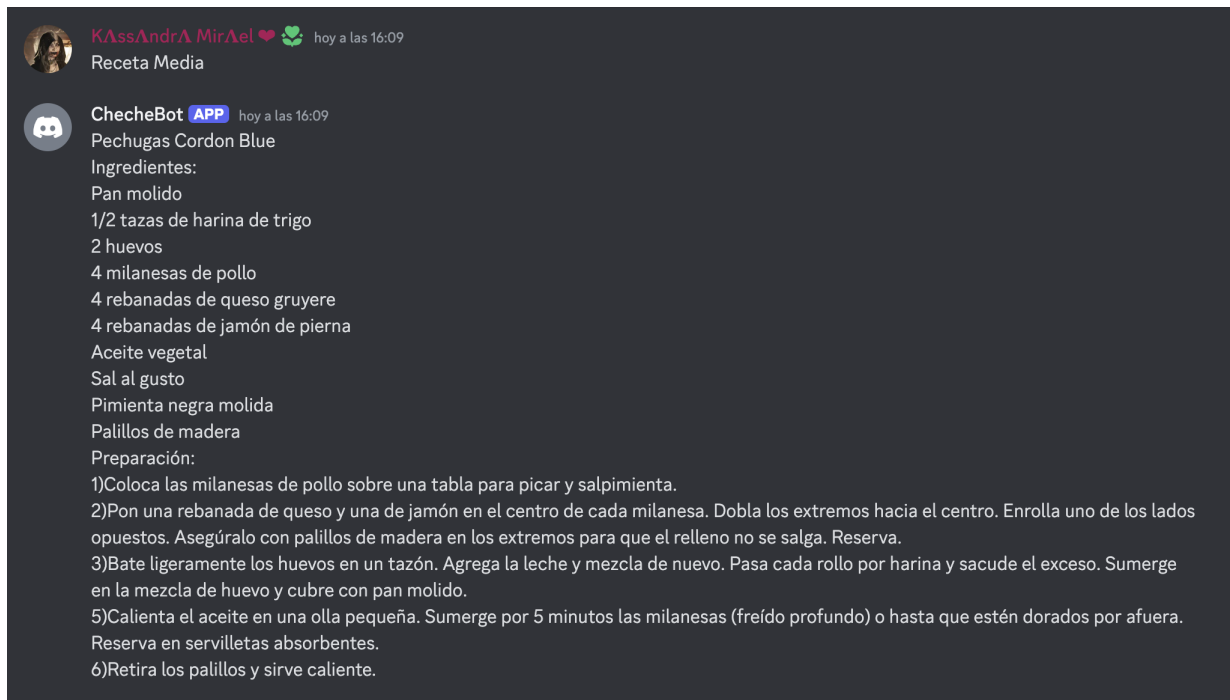 KΛssΛndrΛ MirΛel ❤ hoy a las 16:09
Receta Media
ChecheBot APP hoy a las 16:09
Pechugas Cordon Blue
Ingredientes:
Pan molido
1/2 tazas de harina de trigo
2 huevos
4 milanesas de pollo
4 rebanadas de queso gruyere
4 rebanadas de jamón de pierna
Aceite vegetal
Sal al gusto
Pimienta negra molida
Palillos de madera
Preparación:
1)Coloca las milanesas de pollo sobre una tabla para picar y salpimienta.
2)Pon una rebanada de queso y una de jamón en el centro de cada milanesa. Dobla los extremos hacia el centro. Enrolla uno de los lados
opuestos. Asegúralo con palillos de madera en los extremos para que el relleno no se salga. Reserva.
3)Bate ligeramente los huevos en un tazón. Agrega la leche y mezcla de nuevo. Pasa cada rollo por harina y sacude el exceso. Sumerge
en la mezcla de huevo y cubre con pan molido.
5)Calienta el aceite en una olla pequeña. Sumerge por 5 minutos las milanesas (freído profundo) o hasta que estén dorados por afuera.
Reserva en servilletas absorbentes.
6)Retira los palillos y sirve caliente.